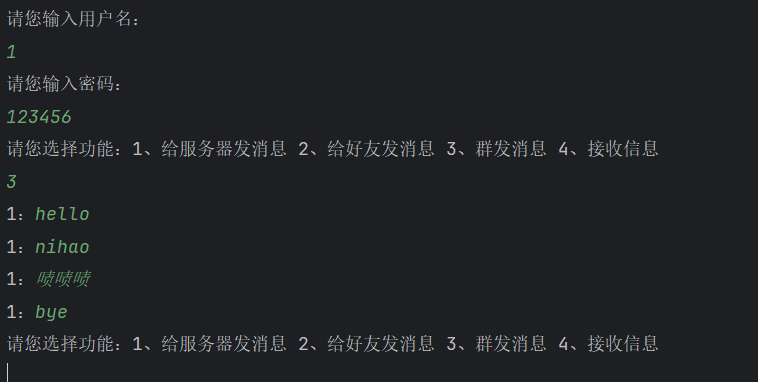 请您输入用户名：
1
请您输入密码：
123456
请您选择功能：1、给服务器发消息 2、给好友发消息 3、群发消息 4、接收信息
3
1：hello
1：nihao
1：啧啧啧
1：bye
请您选择功能：1、给服务器发消息 2、给好友发消息 3、群发消息 4、接收信息